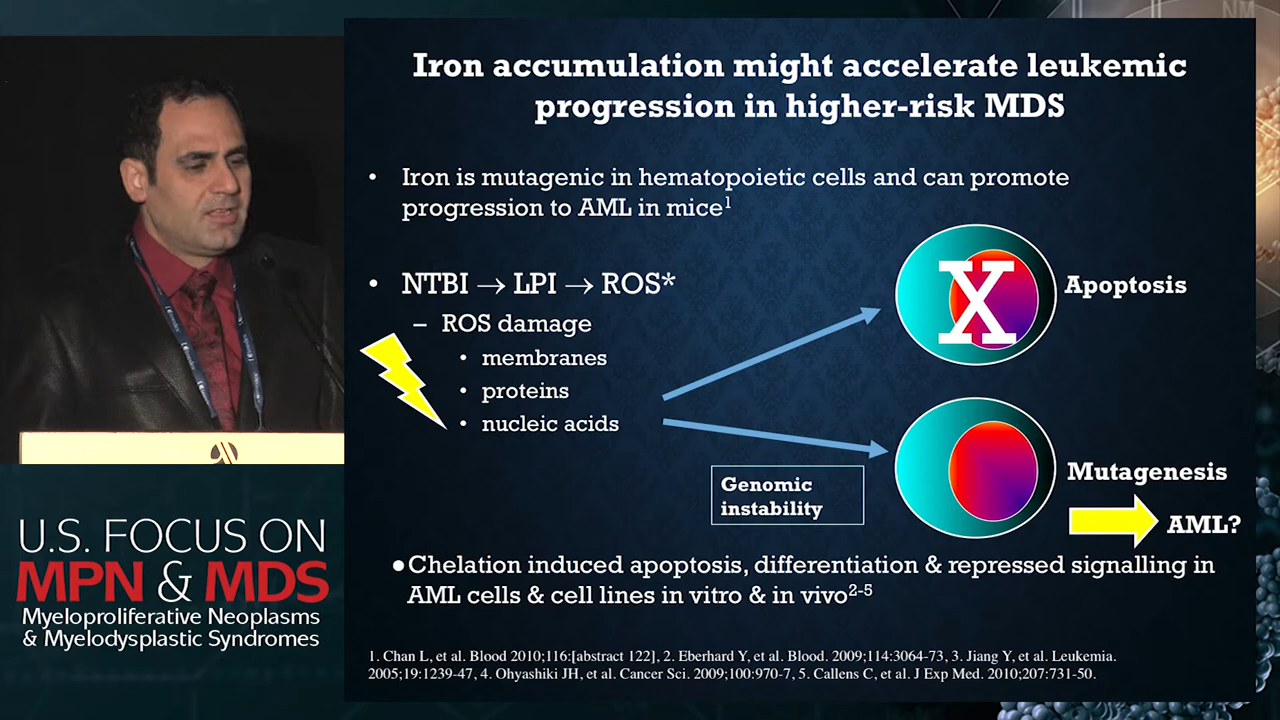 NM
Iron accumulation might accelerate leukemic
progression in higher-risk MDS
• Iron is mutagenic in hematopoietic cells and can promote
progression to AML in mice1
• NTBI → LPI → ROS*
– ROS damage
• membranes
• proteins
• nucleic acids
X
Apoptosis
Genomic
instability
Mutagenesis
AML?
●Chelation induced apoptosis, differentiation & repressed signalling in
AML cells & cell lines in vitro & in vivo2-5
1. Chan L, et al. Blood 2010;116:[abstract 122], 2. Eberhard Y, et al. Blood. 2009;114:3064-73, 3. Jiang Y, et al. Leukemia.
2005;19:1239-47, 4. Ohyashiki JH, et al. Cancer Sci. 2009;100:970-7, 5. Callens C, et al. J Exp Med. 2010;207:731-50.
U.S. FOCUS ON
MPN & MDS
Myeloproliferative Neoplasms
& Myelodysplastic Syndromes